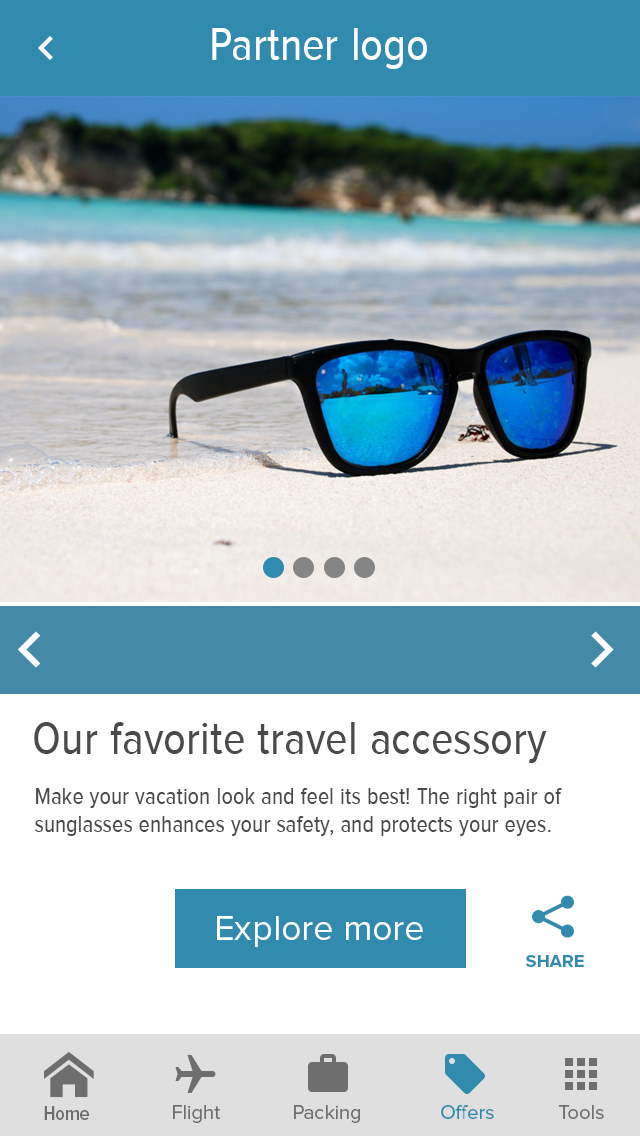 Partner logo
Our favorite travel accessory
Make your vacation look and feel its best! The right pair of
sunglasses enhances your safety, and protects your eyes.
Explore more
SHARE
Home Flight Packing Offers Tools